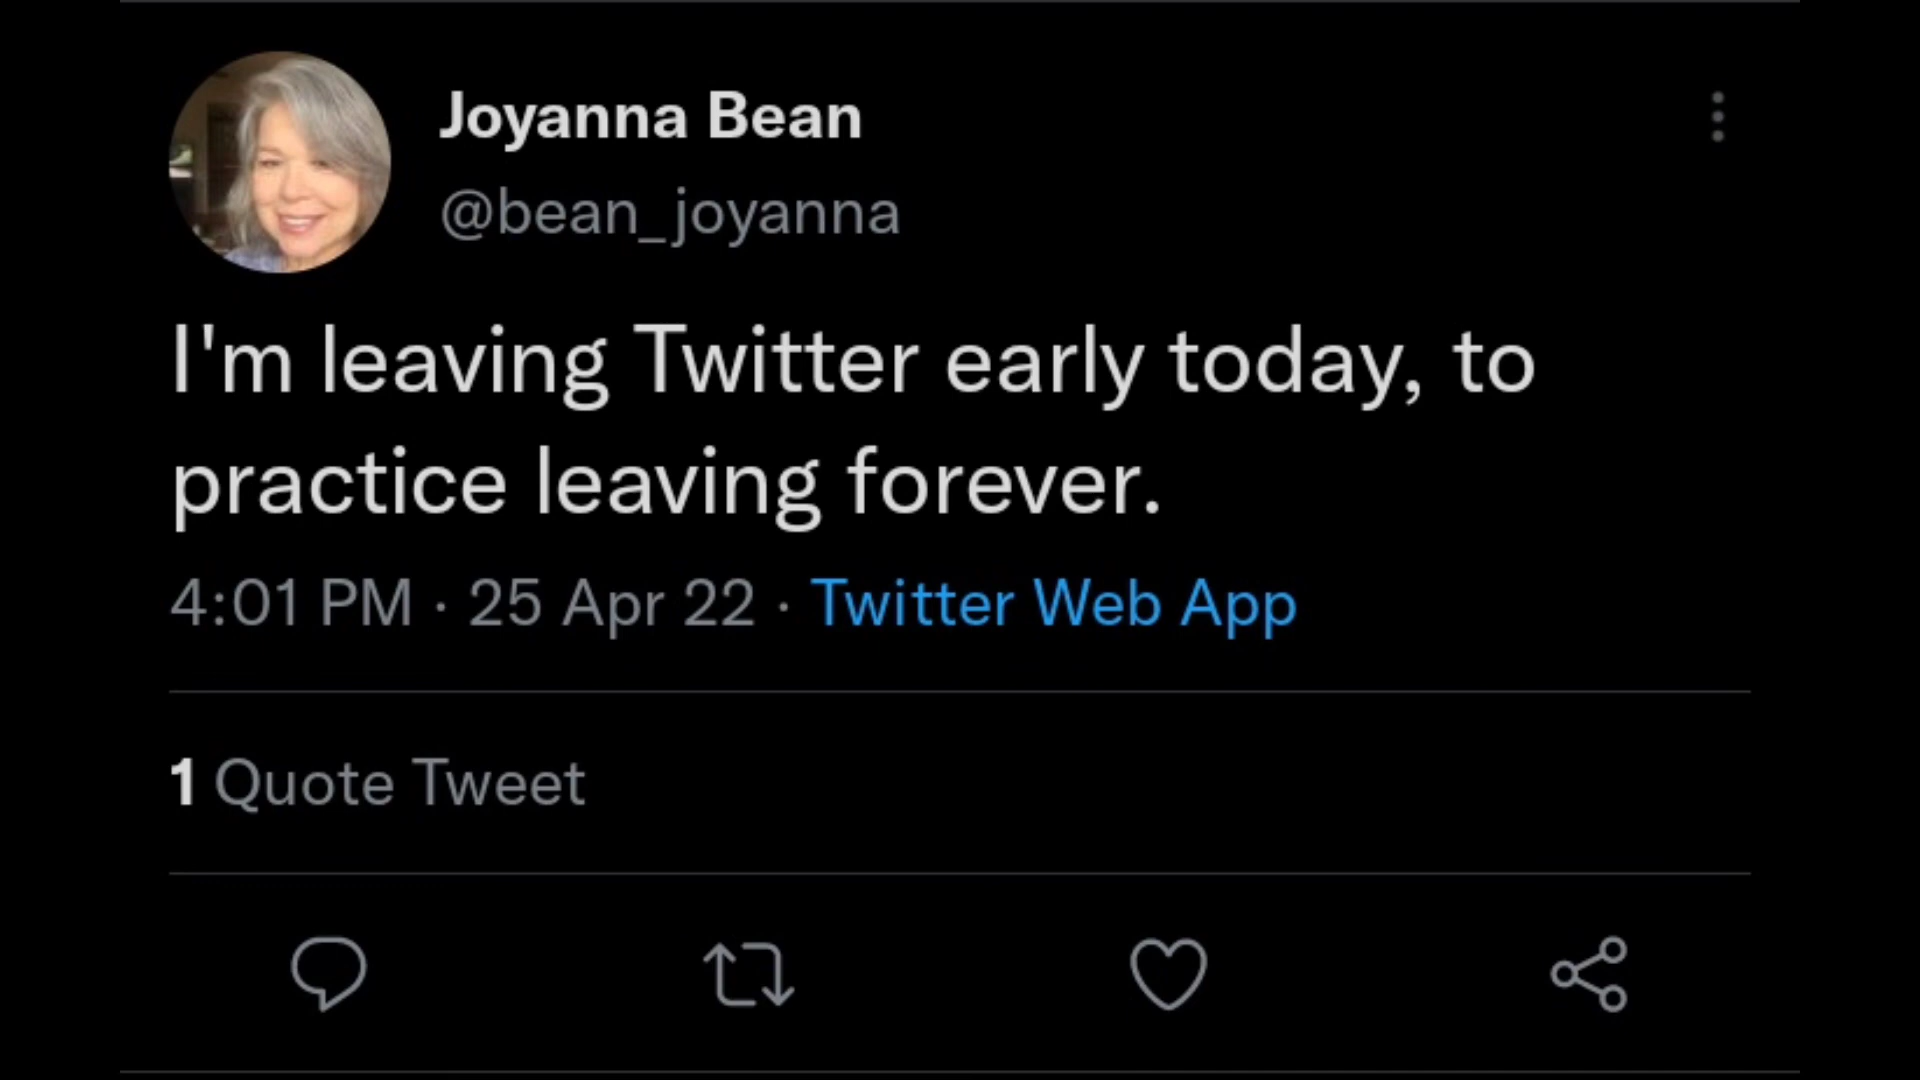 Joyanna Bean
@bean_joyanna
I'm leaving Twitter early today, to
practice leaving forever.
4:01 PM · 25 Apr 22 · Twitter Web App
1 Quote Tweet